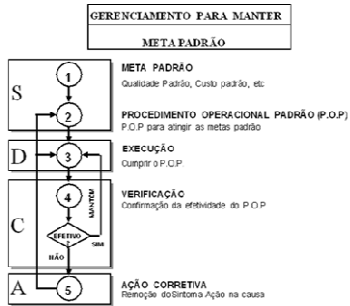 GERENCIAMENTO PARA MANTER
META PADRÃO
S
1
META PADRÃO
Qualidade Padrão, Custo padrão, etc
2
PROCEDIMENTO OPERACIONAL PADRÃO (P.O.P)
P.O.P para atingir as metas padrão
D
3
EXECUÇÃO
Cumprir o P.O.P.
C
4
VERIFICAÇÃO
Confirmação da efetividade do P.O.P
MANTÉM
EFETIVO
?
SIM
NÃO
A
5
AÇÃO CORRETIVA
Remoção doSintoma Ação na causa